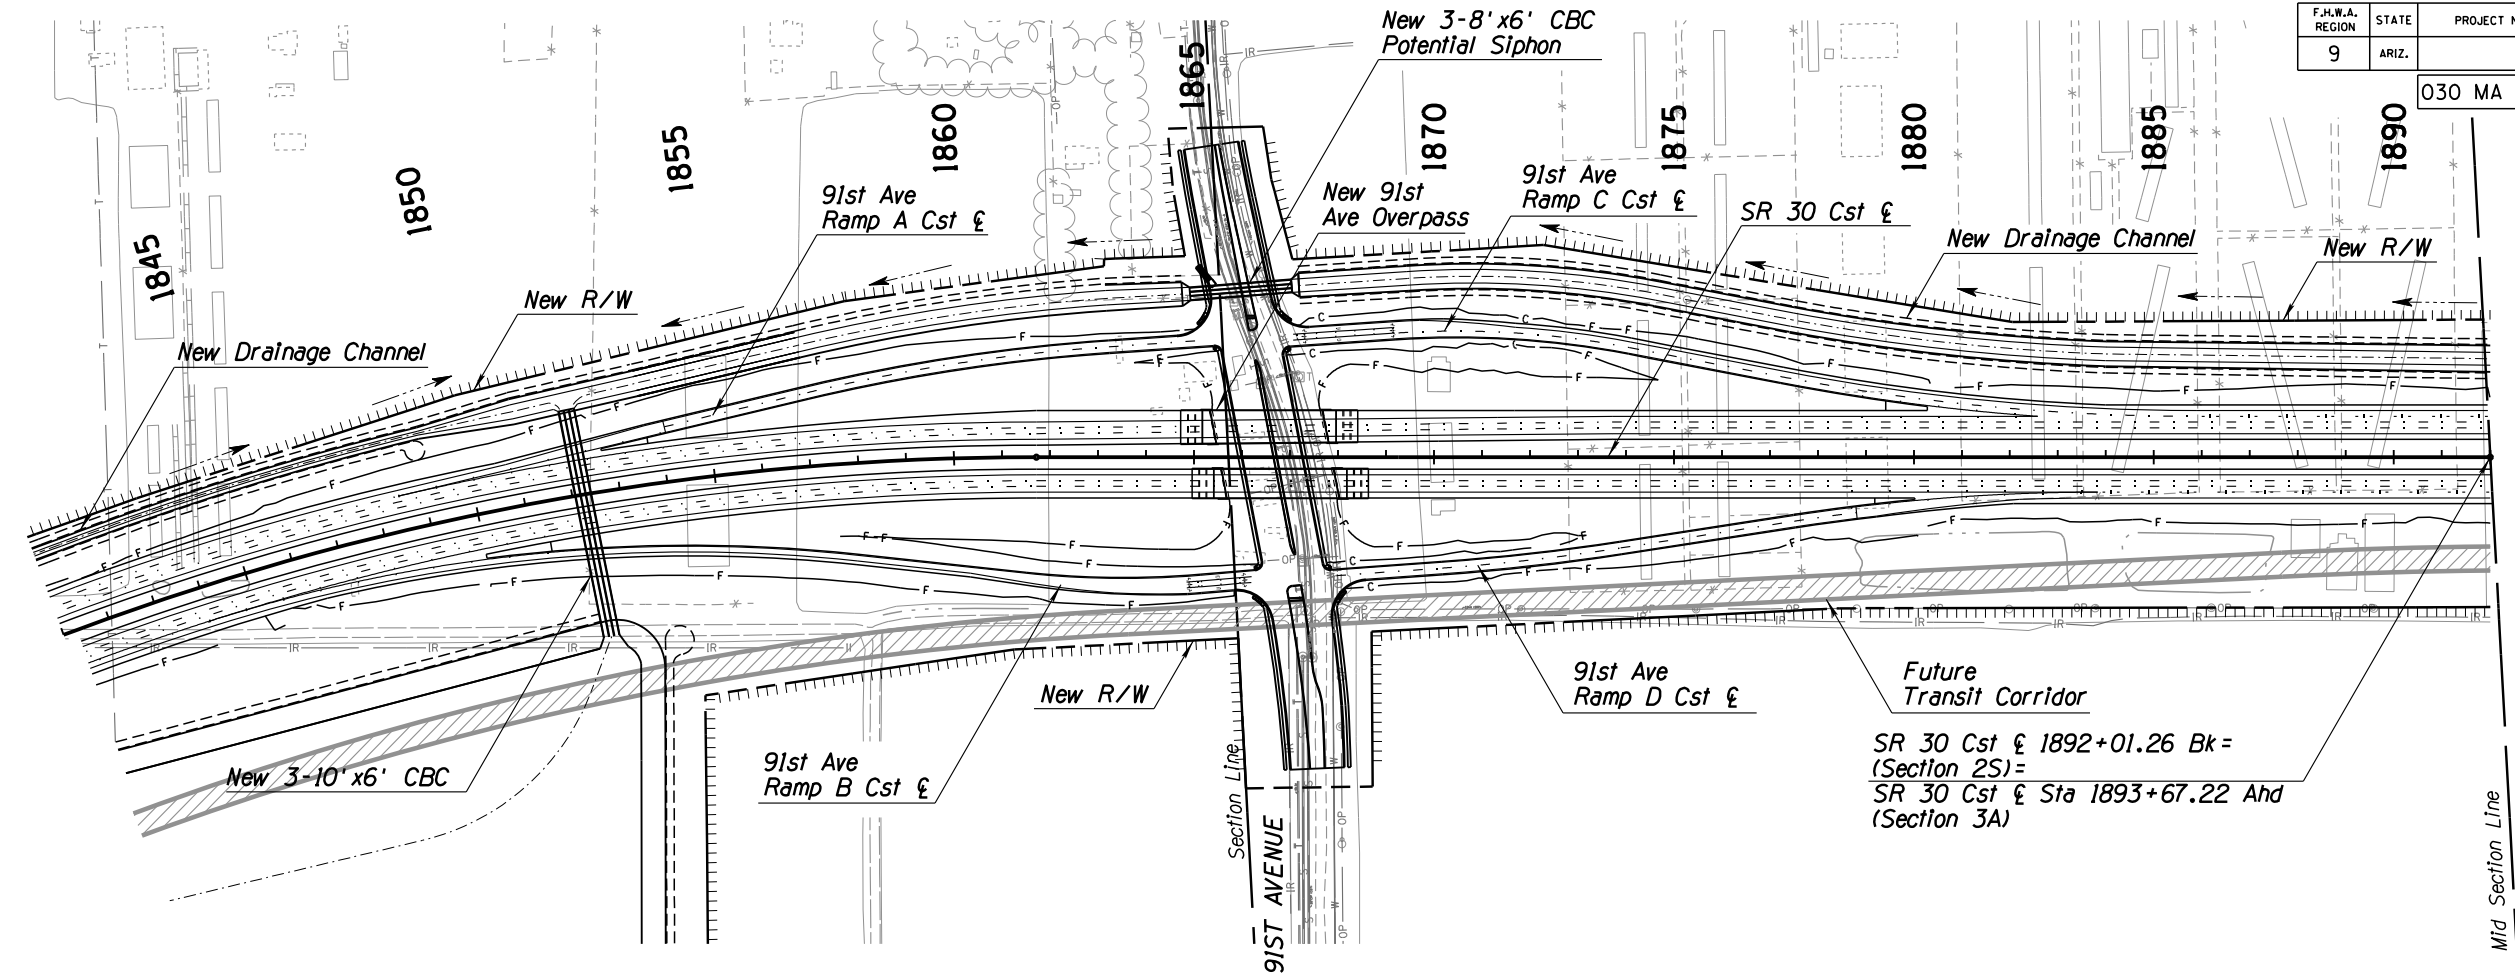 F.H.W.A.
REGION
STATE
PROJECT N
9
ARIZ.
030 MA
New 3-8'x6' CBC
Potential Siphon
1845
1850
1855
1860
1865
1870
1875
1880
1885
1890
91st Ave
Ramp A Cst ℄
New 91st
Ave Overpass
91st Ave
Ramp C Cst ℄
SR 30 Cst ℄
New Drainage Channel
New R/W
New R/W
New Drainage Channel
New R/W
91st Ave
Ramp D Cst ℄
Future
Transit Corridor
New 3-10'x6' CBC
91st Ave
Ramp B Cst ℄
SR 30 Cst ℄ 1892+01.26 Bk=
(Section 2S)=
SR 30 Cst ℄ Sta 1893+67.22 Ahd
(Section 3A)
Section Line
91ST AVENUE
Mid Section Line